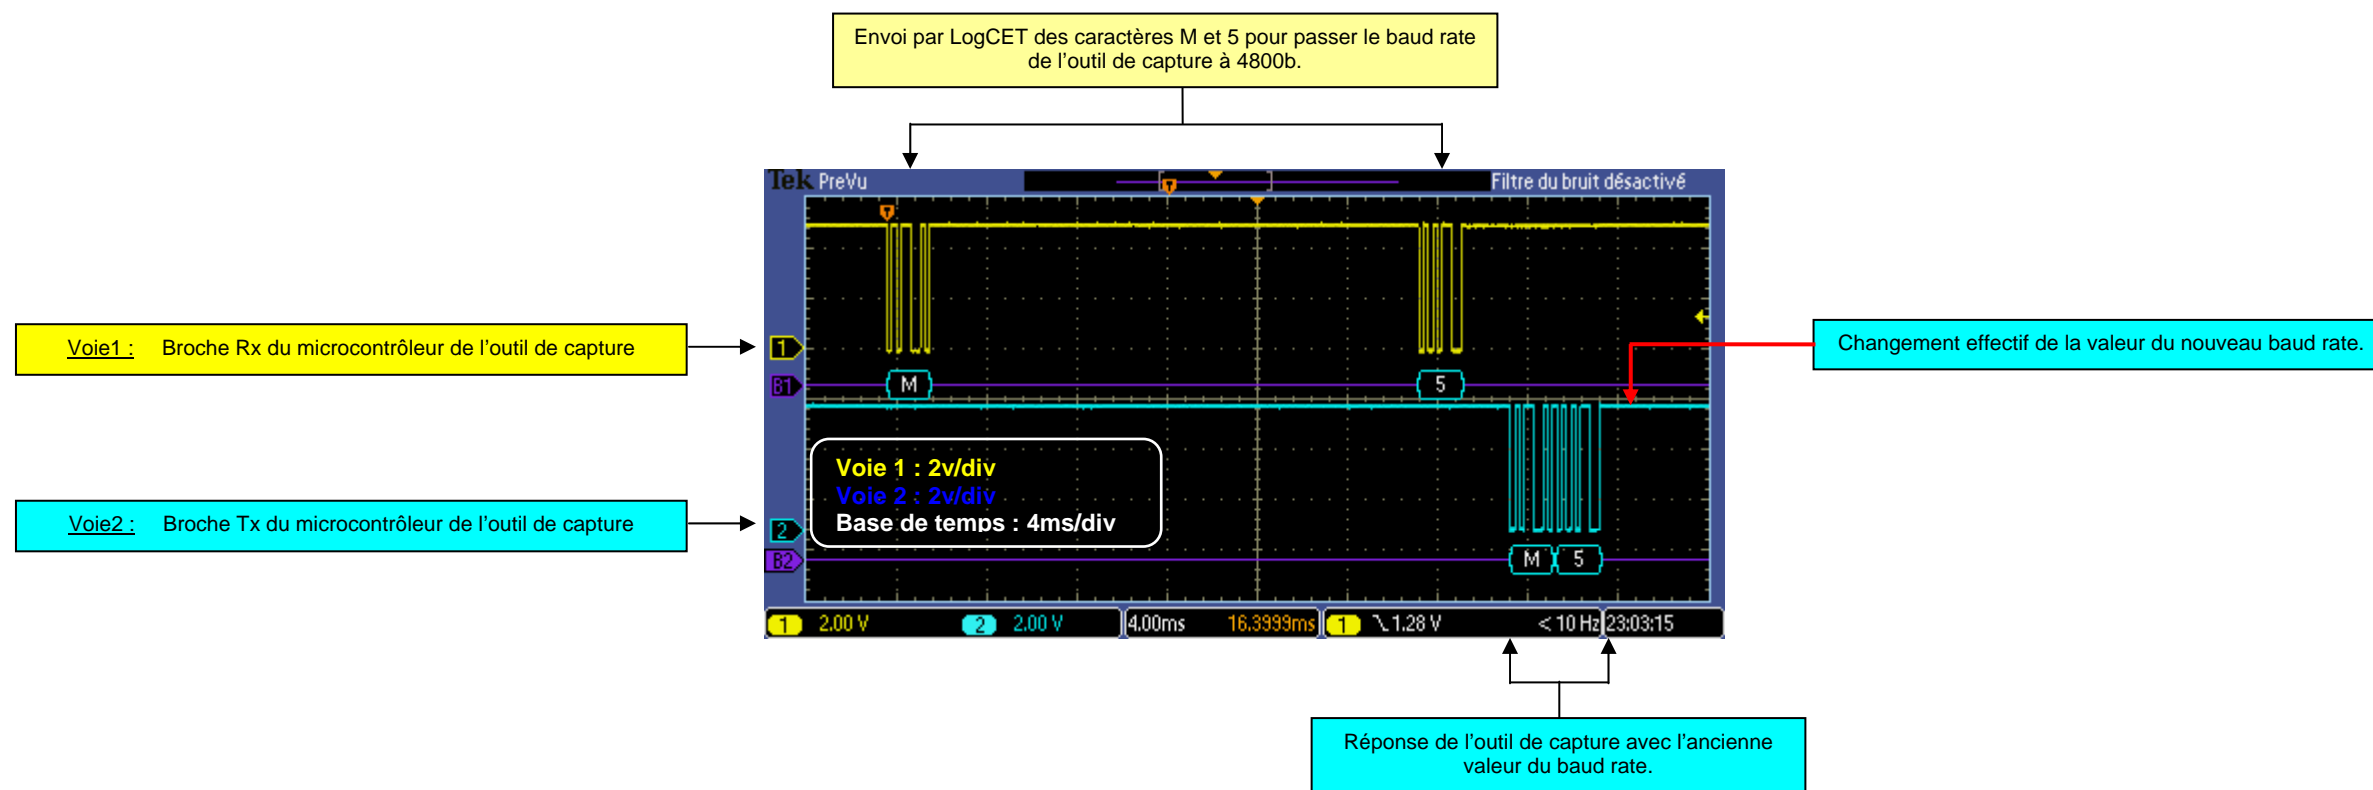 Envoi par LogCET des caractères M et 5 pour passer le baud rate
de l'outil de capture à 4800b.
Tek PreVu
Filtre du bruit désactivé
Voie1 : Broche Rx du microcontrôleur de l'outil de capture
1
B1
M
5
Changement effectif de la valeur du nouveau baud rate.
Voie 1 : 2v/div
Voie 2 : 2v/div
Base de temps : 4ms/div
Voie2 : Broche Tx du microcontrôleur de l'outil de capture
2
B2
M
5
1 2.00 V 2 2.00 V 4.00ms 16.3999ms 1 1.28 V < 10 Hz 23:03:15
Réponse de l'outil de capture avec l'ancienne
valeur du baud rate.